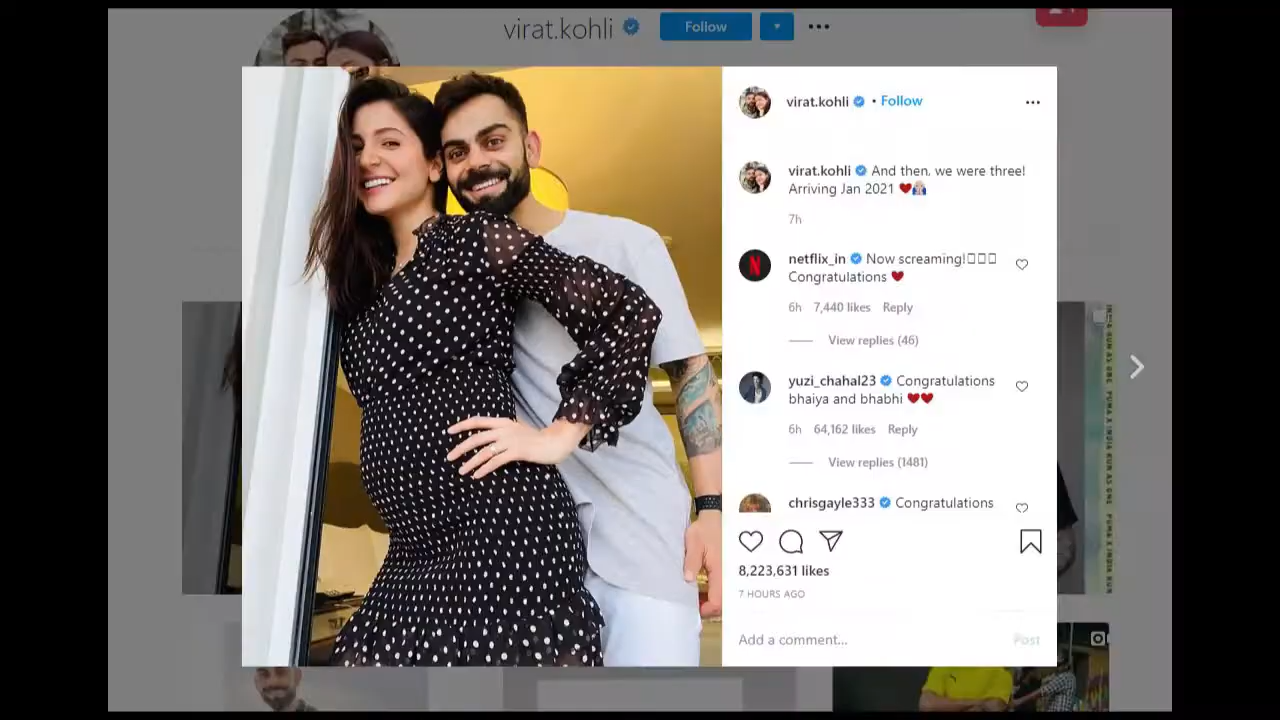 virat.kohli Follow
virat.kohli • Follow
virat.kohli And then, we were three!
Arriving Jan 2021 ❤️
7h
netflix_in Now screaming!
Congratulations ❤️
6h 7,440 likes Reply
View replies (46)
yuzi_chahal23 Congratulations
bhaiya and bhabhi ❤️❤️
6h 64,162 likes Reply
View replies (1481)
chrisgayle333 Congratulations
8,223,631 likes
7 HOURS AGO
Add a comment... Post